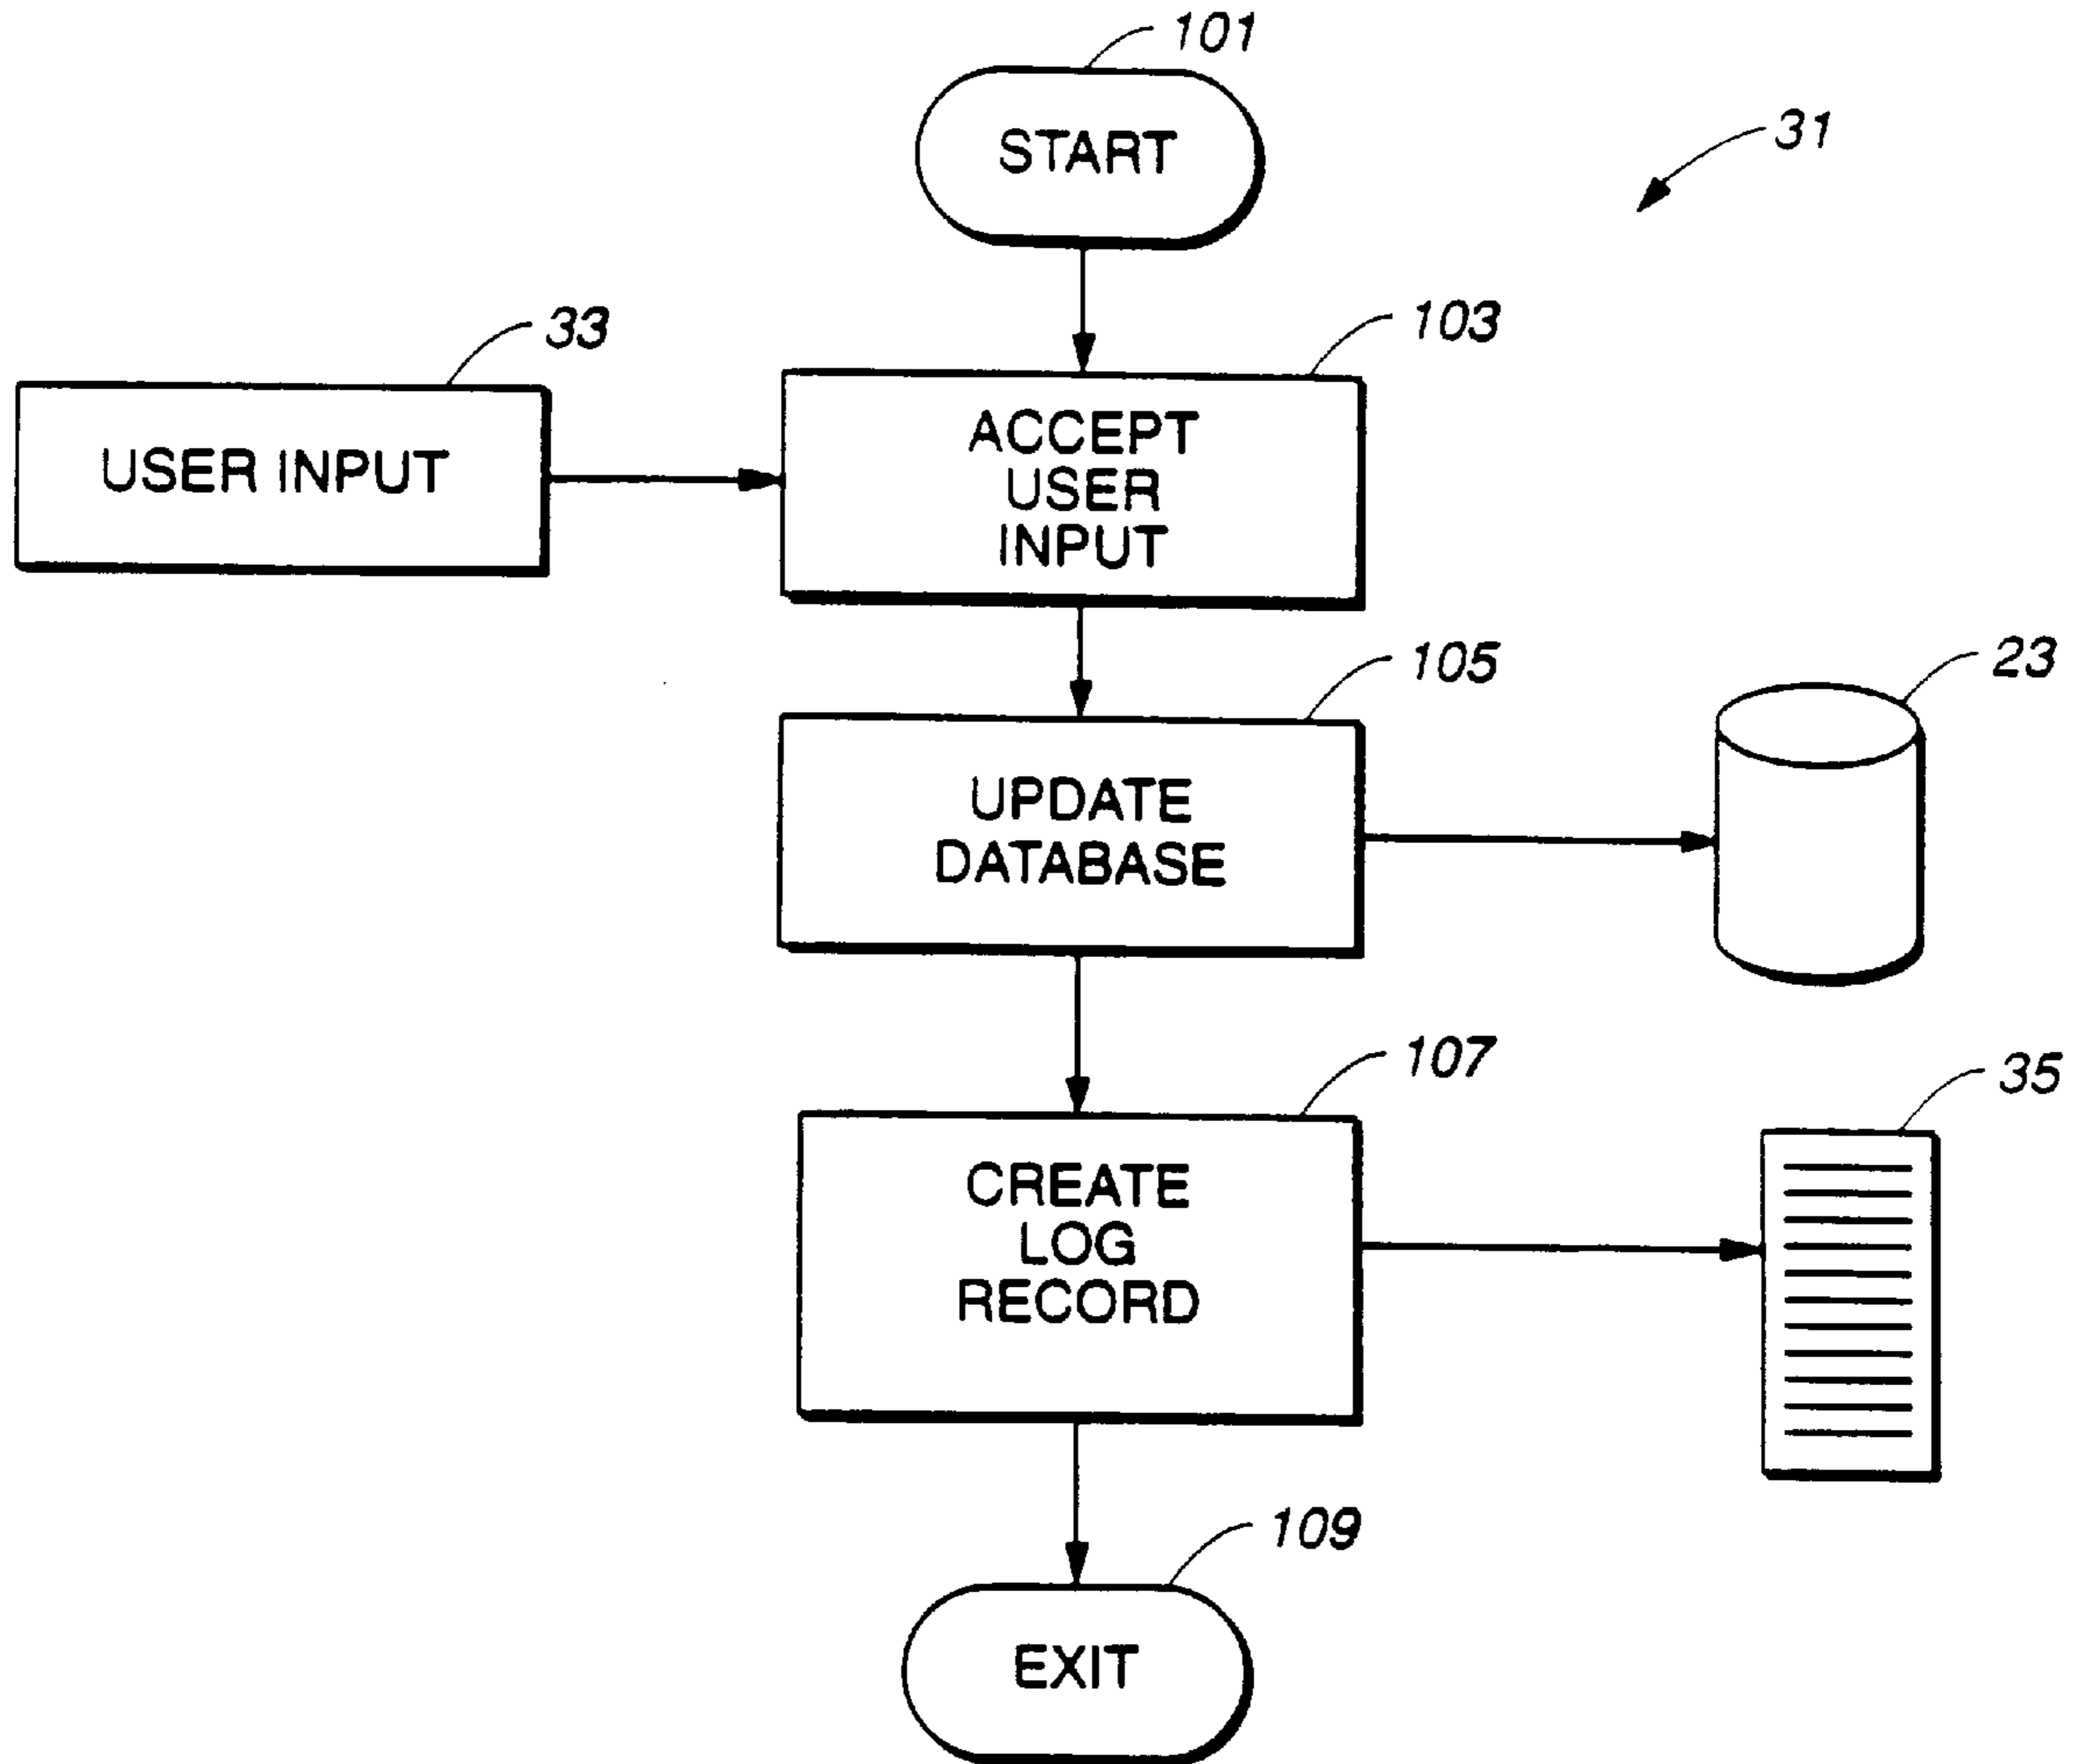 101
START
31
33
103
USER INPUT
ACCEPT
USER
INPUT
105
23
UPDATE
DATABASE
107
35
CREATE
LOG
RECORD
109
EXIT